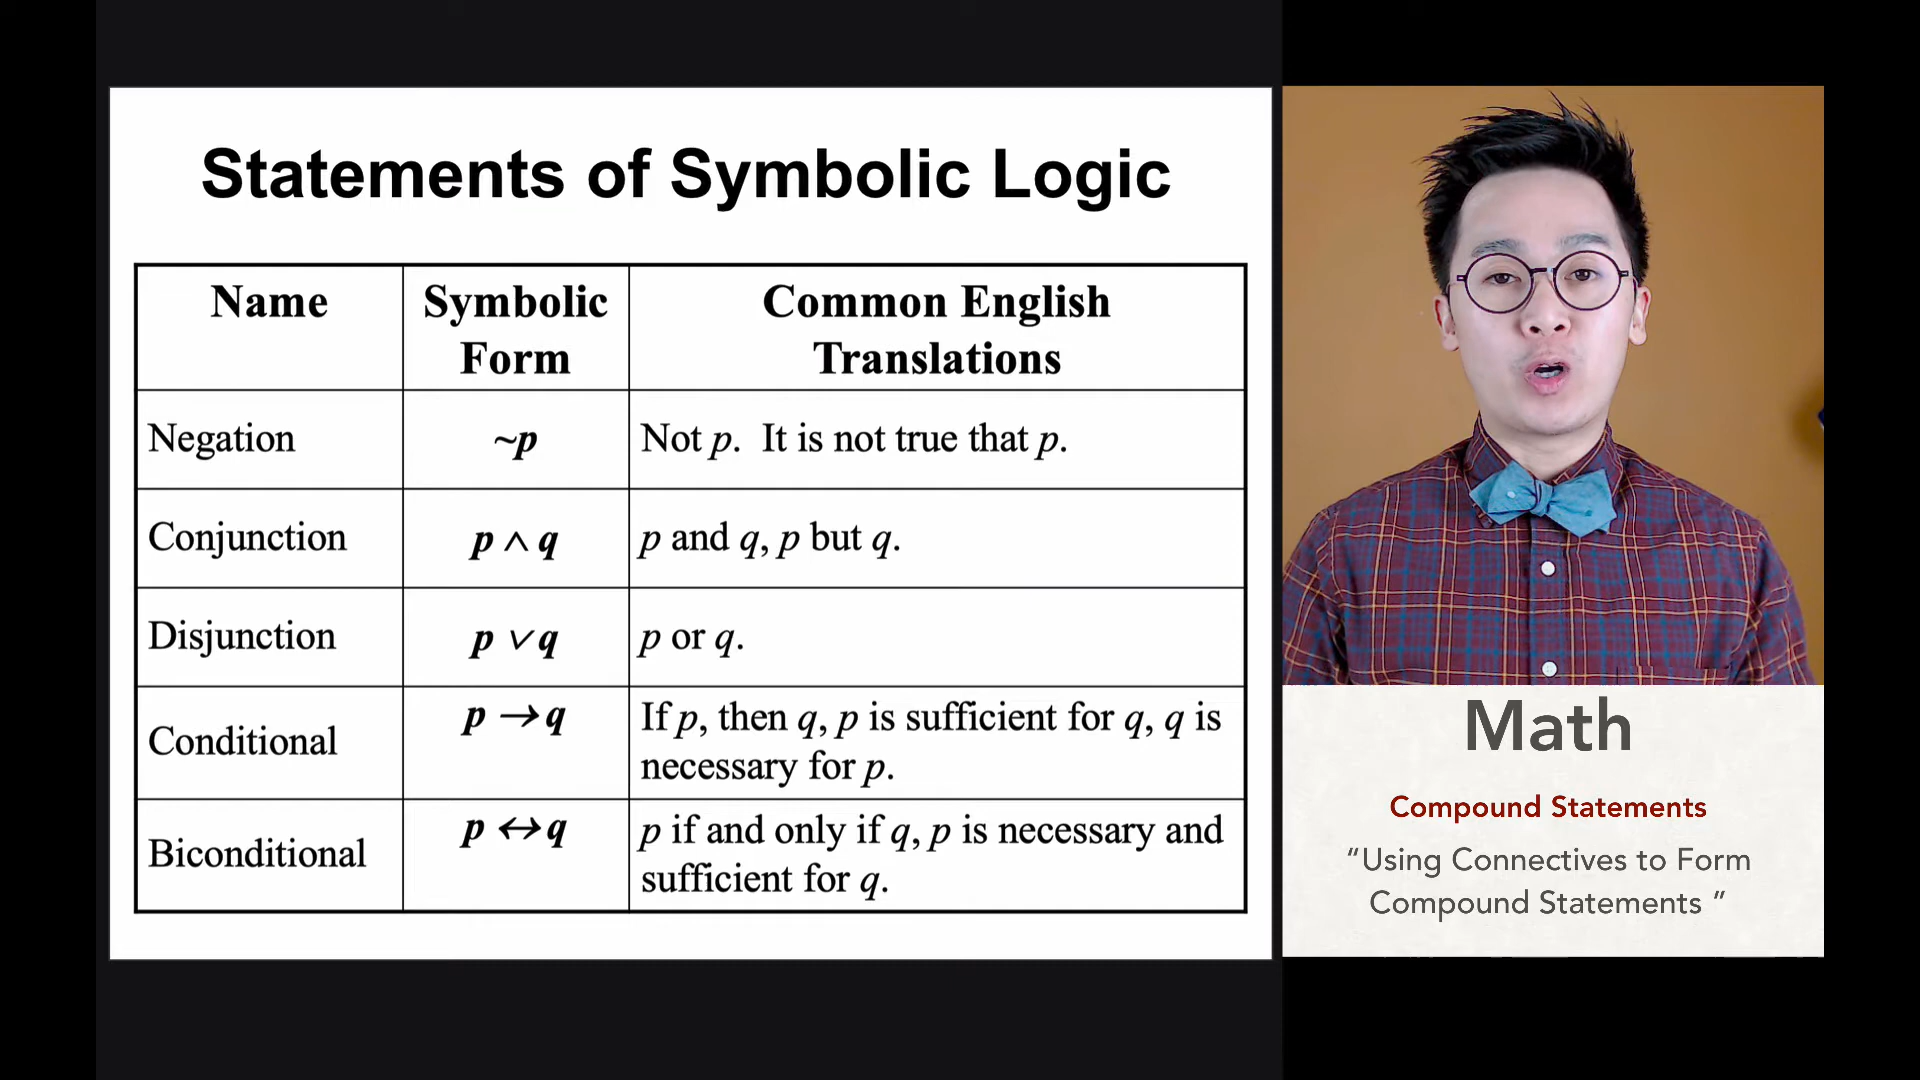 Statements of Symbolic Logic
Name
Symbolic
Form
Common English
Translations
Negation
~p
Not p. It is not true that p.
Conjunction
p ∧ q
p and q, p but q.
Disjunction
p ∨ q
p or q.
Conditional
p → q
If p, then q, p is sufficient for q, q is
necessary for p.
Biconditional
p ↔ q
p if and only if q, p is necessary and
sufficient for q.
Math
Compound Statements
“Using Connectives to Form
Compound Statements ”